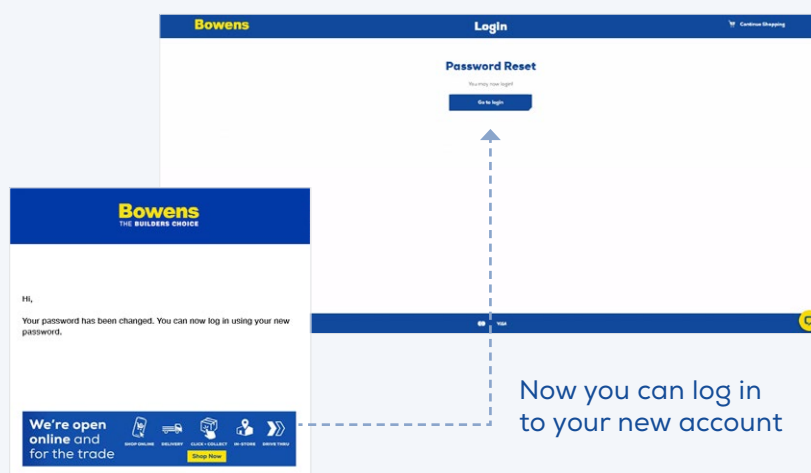 Bowens
Login
Continue Shopping
Password Reset
You may now login!
Go to login
Bowens
THE BUILDERS CHOICE
Hi,
Your password has been changed. You can now log in using your new
password.
We're open
online and
for the trade
SHOP ONLINE
DELIVERY
CLICK + COLLECT
IN-STORE
DRIVE THRU
Shop Now
VISA
Now you can log in
to your new account